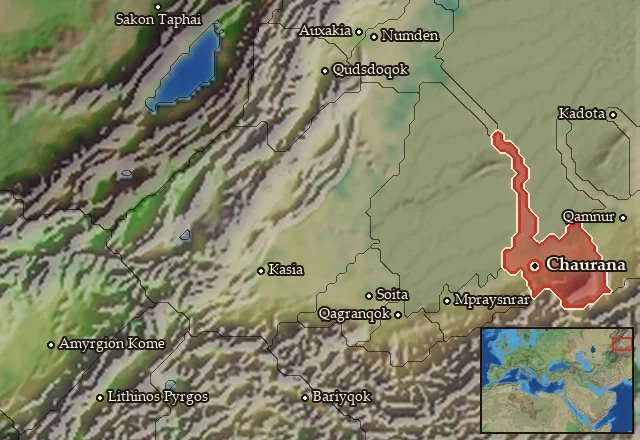 Sakon Taphai
Auxakia
Numden
Qudsdoqok
Kadota
Qamnur
Chaurana
Kasia
Soita
Mpraysnrar
Qagranqok
Amyrgion Kome
Lithinos Pyrgos
Bariyqok